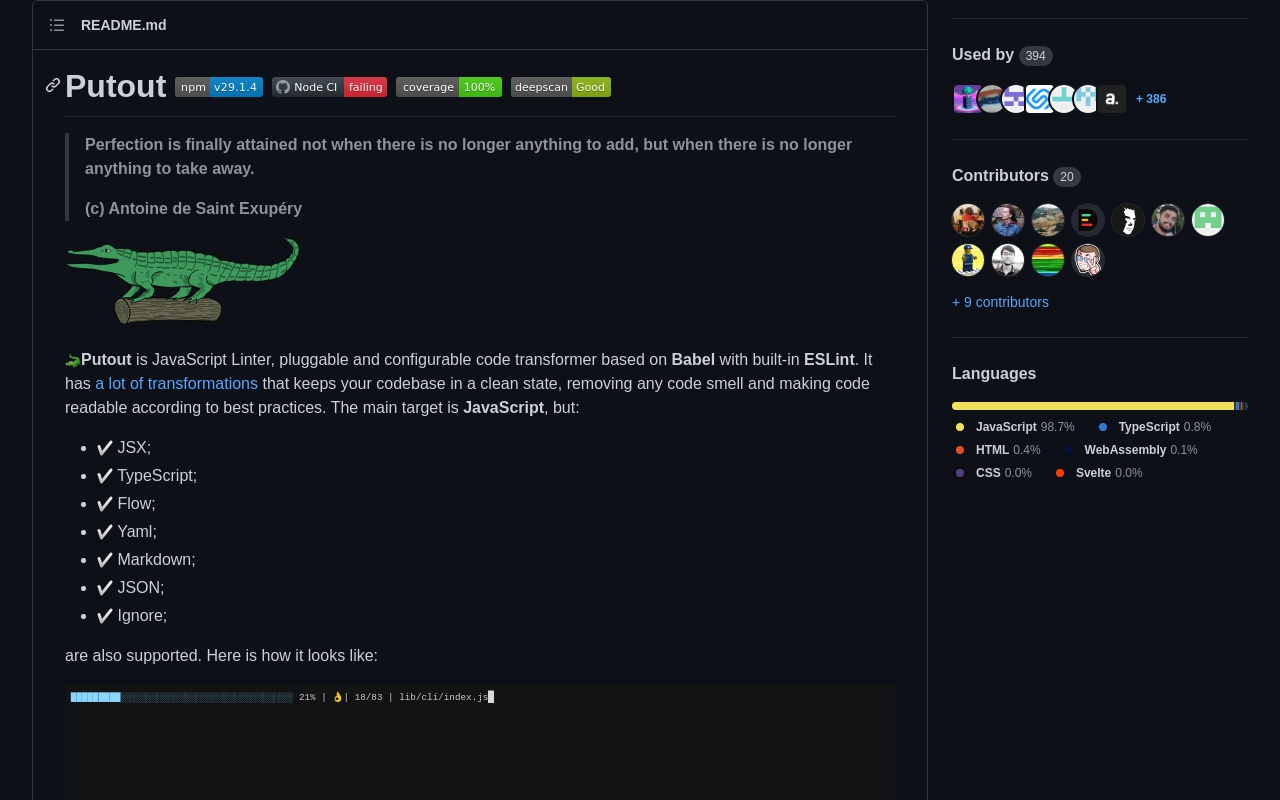 README.md
Putout npm v29.1.4 Node CI failing coverage 100% deepscan Good
Perfection is finally attained not when there is no longer anything to add, but when there is no longer
anything to take away.
(c) Antoine de Saint Exupéry
Putout is JavaScript Linter, pluggable and configurable code transformer based on Babel with built-in ESLint. It
has a lot of transformations that keeps your codebase in a clean state, removing any code smell and making code
readable according to best practices. The main target is JavaScript, but:
✔️ JSX;
✔️ TypeScript;
✔️ Flow;
✔️ Yaml;
✔️ Markdown;
✔️ JSON;
✔️ Ignore;
are also supported. Here is how it looks like:
21% | 👌| 18/83 | lib/cli/index.js
Used by 394
a.
+ 386
Contributors 20
+ 9 contributors
Languages
JavaScript 98.7% TypeScript 0.8%
HTML 0.4% WebAssembly 0.1%
CSS 0.0% Svelte 0.0%